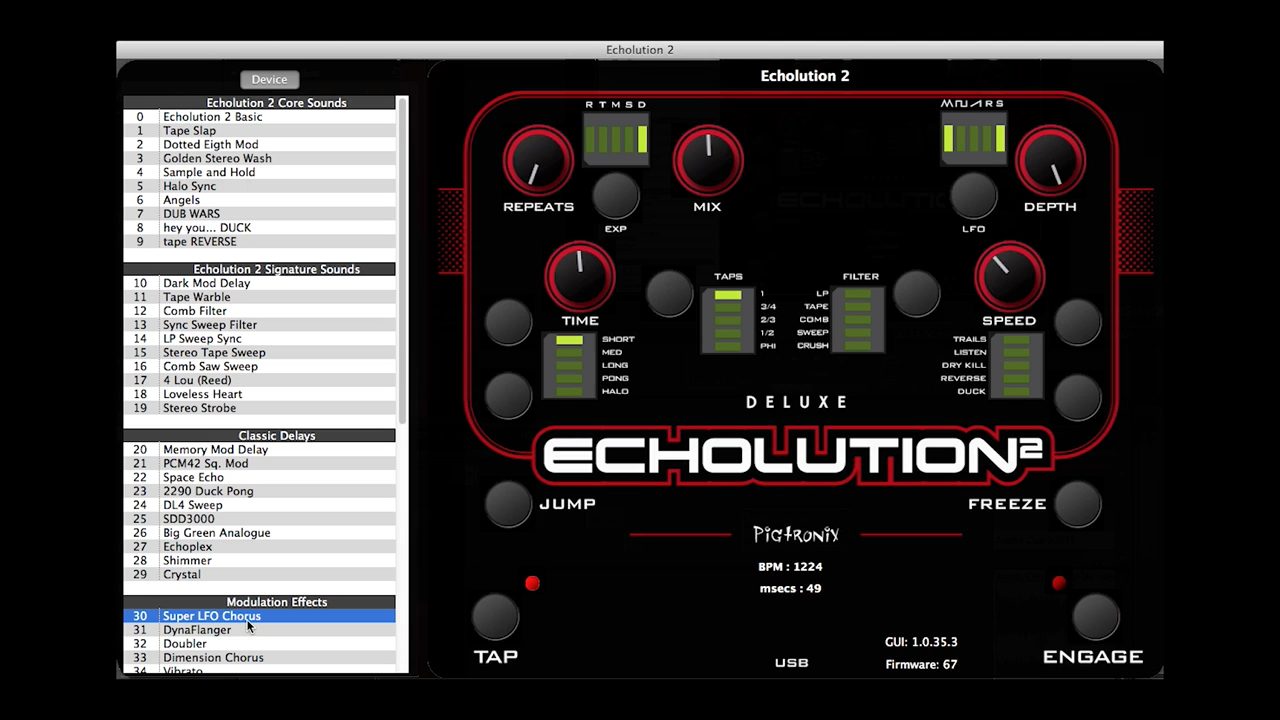 Echolution 2
Device
Echolution 2 Core Sounds
0 Echolution 2 Basic
1 Tape Slap
2 Dotted Eigth Mod
3 Golden Stereo Wash
4 Sample and Hold
5 Halo Sync
6 Angels
7 DUB WARS
8 hey you... DUCK
9 tape REVERSE
Echolution 2 Signature Sounds
10 Dark Mod Delay
11 Tape Warble
12 Comb Filter
13 Sync Sweep Filter
14 LP Sweep Sync
15 Stereo Tape Sweep
16 Comb Saw Sweep
17 4 Lou (Reed)
18 Loveless Heart
19 Stereo Strobe
Classic Delays
20 Memory Mod Delay
21 PCM42 Sq. Mod
22 Space Echo
23 2290 Duck Pong
24 DL4 Sweep
25 SDD3000
26 Big Green Analogue
27 Echoplex
28 Shimmer
29 Crystal
Modulation Effects
30 Super LFO Chorus
31 DynaFlanger
32 Doubler
33 Dimension Chorus
34 Vibrato
Echolution 2
R T M S D
REPEATS
EXP
MIX
LFO
DEPTH
TIME
SHORT
MED
LONG
PONG
HALO
TAPS
1
3/4
2/3
1/2
PHI
FILTER
LP
TAPE
COMB
SWEEP
CRUSH
SPEED
TRAILS
LISTEN
DRY KILL
REVERSE
DUCK
DELUXE
ECHOLUTION2
JUMP
FREEZE
PIGTRONIX
BPM : 1224
msecs : 49
GUI: 1.0.35.3
Firmware: 67
TAP
USB
ENGAGE